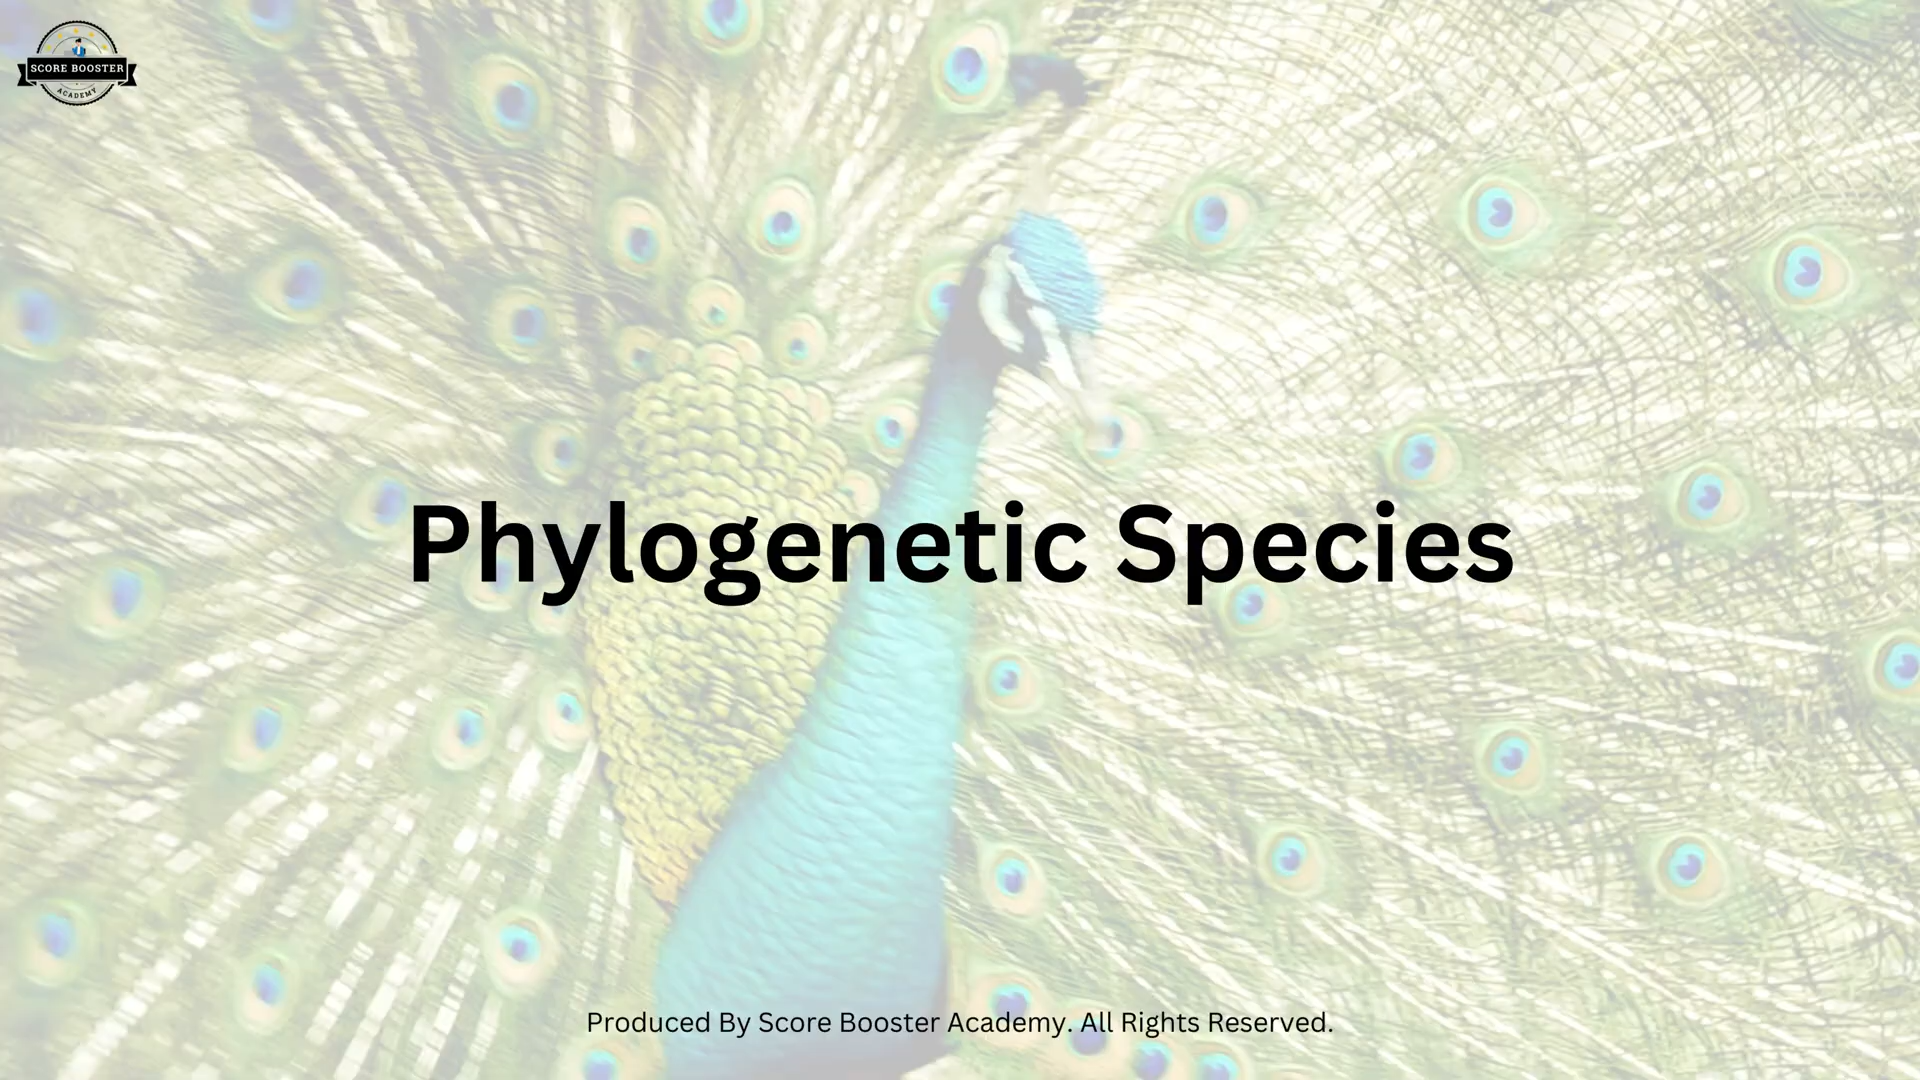 SCORE BOOSTER
ACADEMY
Phylogenetic Species
Produced By Score Booster Academy. All Rights Reserved.